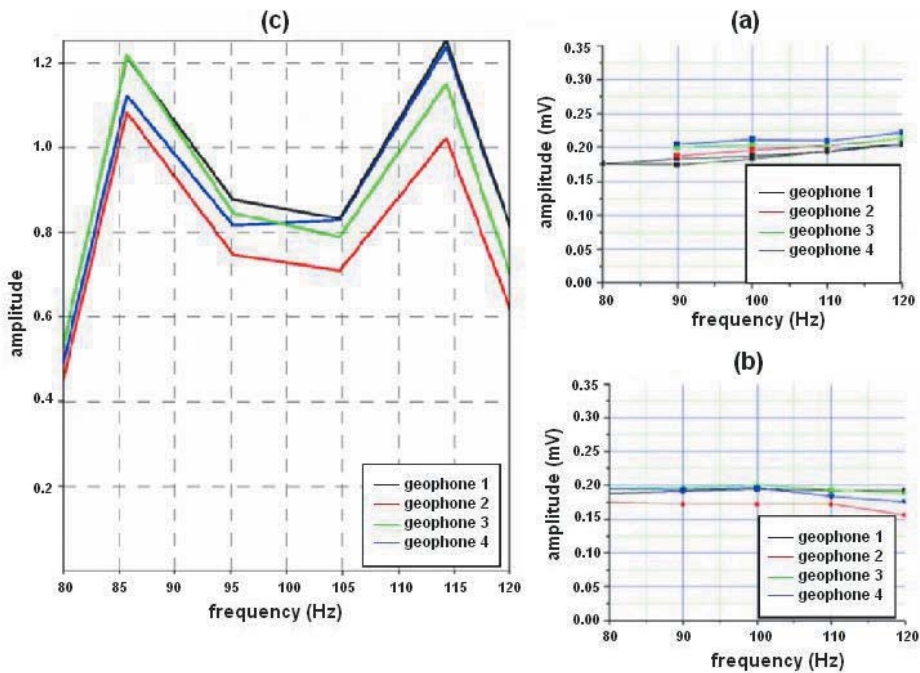 (c)
1.2
1.0
0.8
0.6
0.4
0.2
amplitude
80 85 90 95 100 105 110 115 120
frequency (Hz)
geophone 1
geophone 2
geophone 3
geophone 4
(a)
0.35
0.30
0.25
0.20
0.15
0.10
0.05
0.00
amplitude (mV)
80 90 100 110 120
frequency (Hz)
geophone 1
geophone 2
geophone 3
geophone 4
(b)
0.35
0.30
0.25
0.20
0.15
0.10
0.05
0.00
amplitude (mV)
80 90 100 110 120
frequency (Hz)
geophone 1
geophone 2
geophone 3
geophone 4